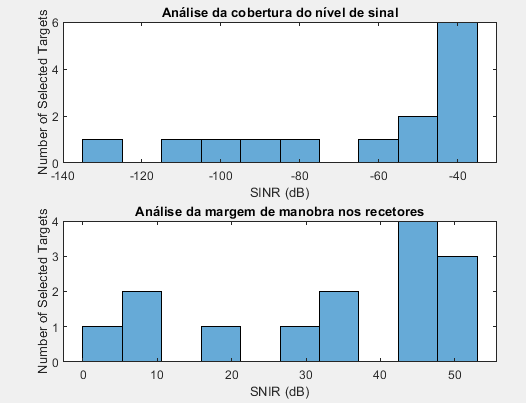 Análise da cobertura do nível de sinal
Number of Selected Targets
6
4
2
0
-140 -120 -100 -80 -60 -40
SINR (dB)
Análise da margem de manobra nos recetores
Number of Selected Targets
4
3
2
1
0
0 10 20 30 40 50
SNIR (dB)